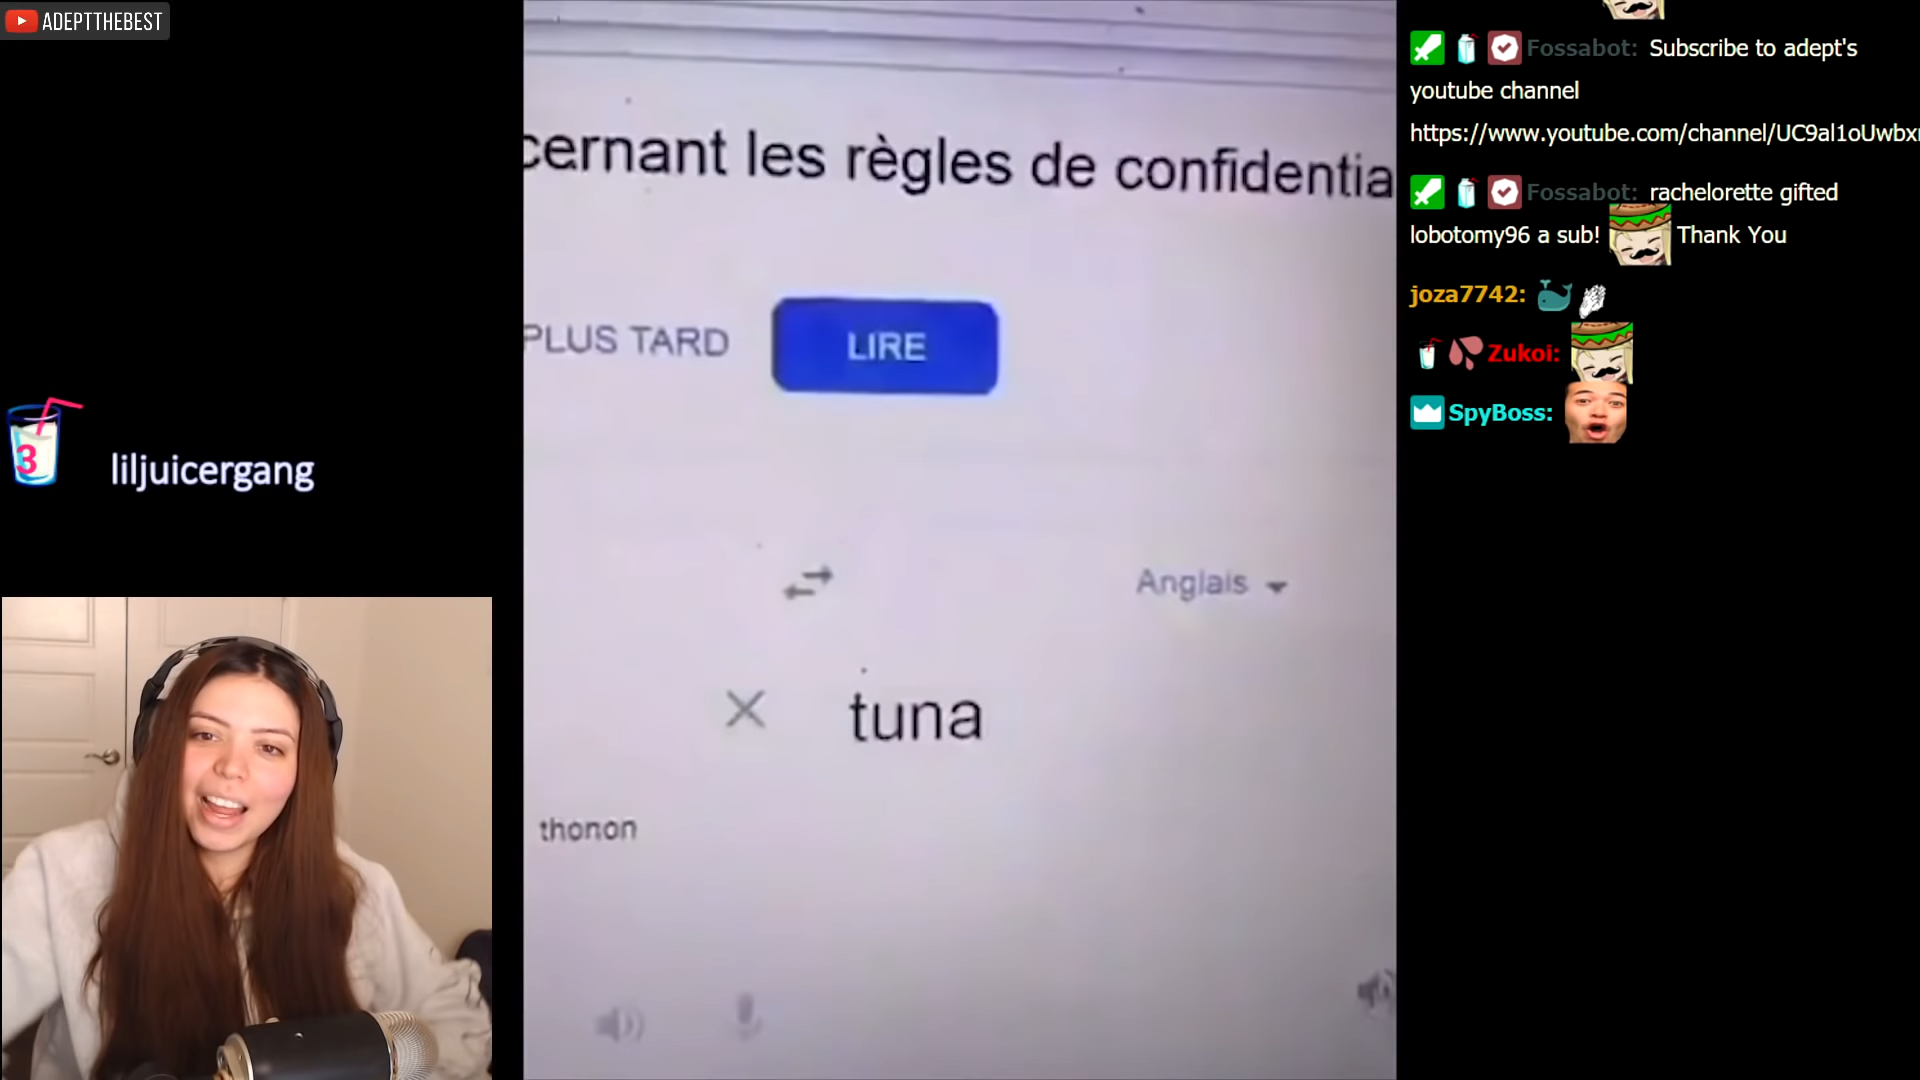 ADEPTTHEBEST
cernant les règles de confidentia
PLUS TARD
LIRE
Anglais
tuna
thonon
3
liljuicergang
Fossabot: Subscribe to adept's
youtube channel
https://www.youtube.com/channel/UC9al1oUwbx
Fossabot: rachelorette gifted
lobotomy96 a sub! Thank You
joza7742:
Zukoi:
SpyBoss: